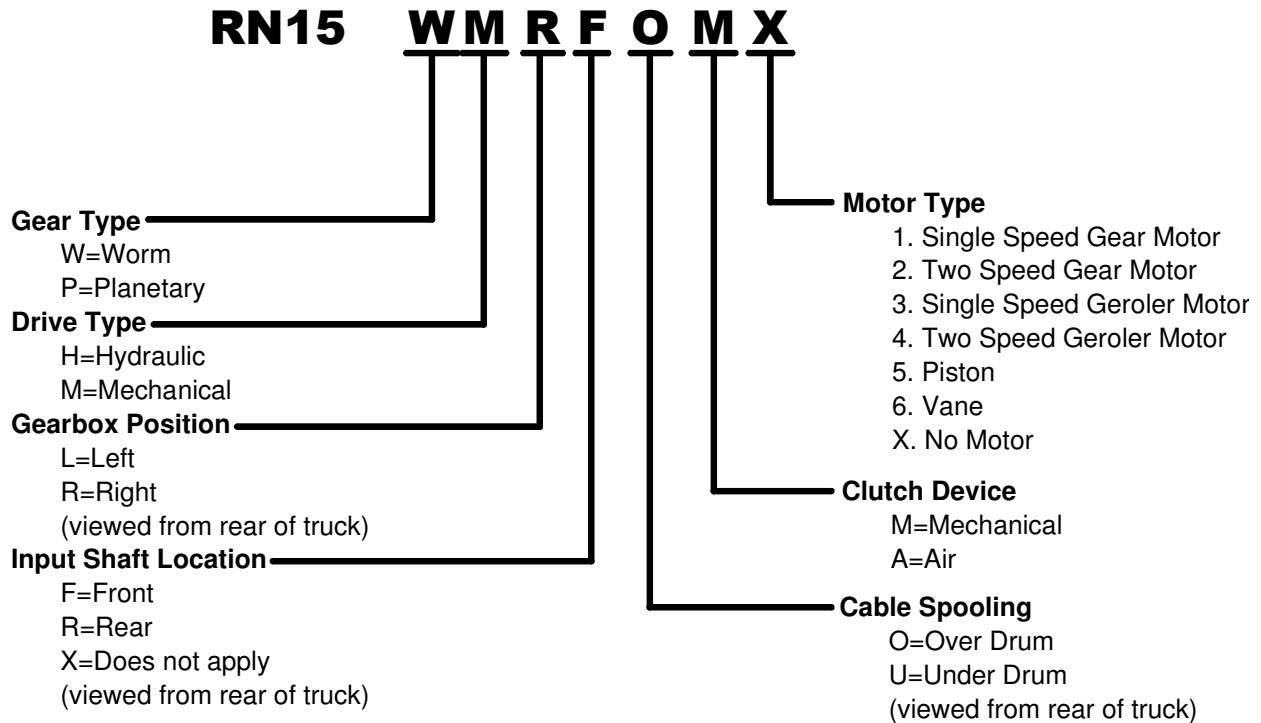 RN15 W M R F O M X
Gear Type
W=Worm
P=Planetary
Drive Type
H=Hydraulic
M=Mechanical
Gearbox Position
L=Left
R=Right
(viewed from rear of truck)
Input Shaft Location
F=Front
R=Rear
X=Does not apply
(viewed from rear of truck)
Motor Type
1. Single Speed Gear Motor
2. Two Speed Gear Motor
3. Single Speed Geroler Motor
4. Two Speed Geroler Motor
5. Piston
6. Vane
X. No Motor
Clutch Device
M=Mechanical
A=Air
Cable Spooling
O=Over Drum
U=Under Drum
(viewed from rear of truck)